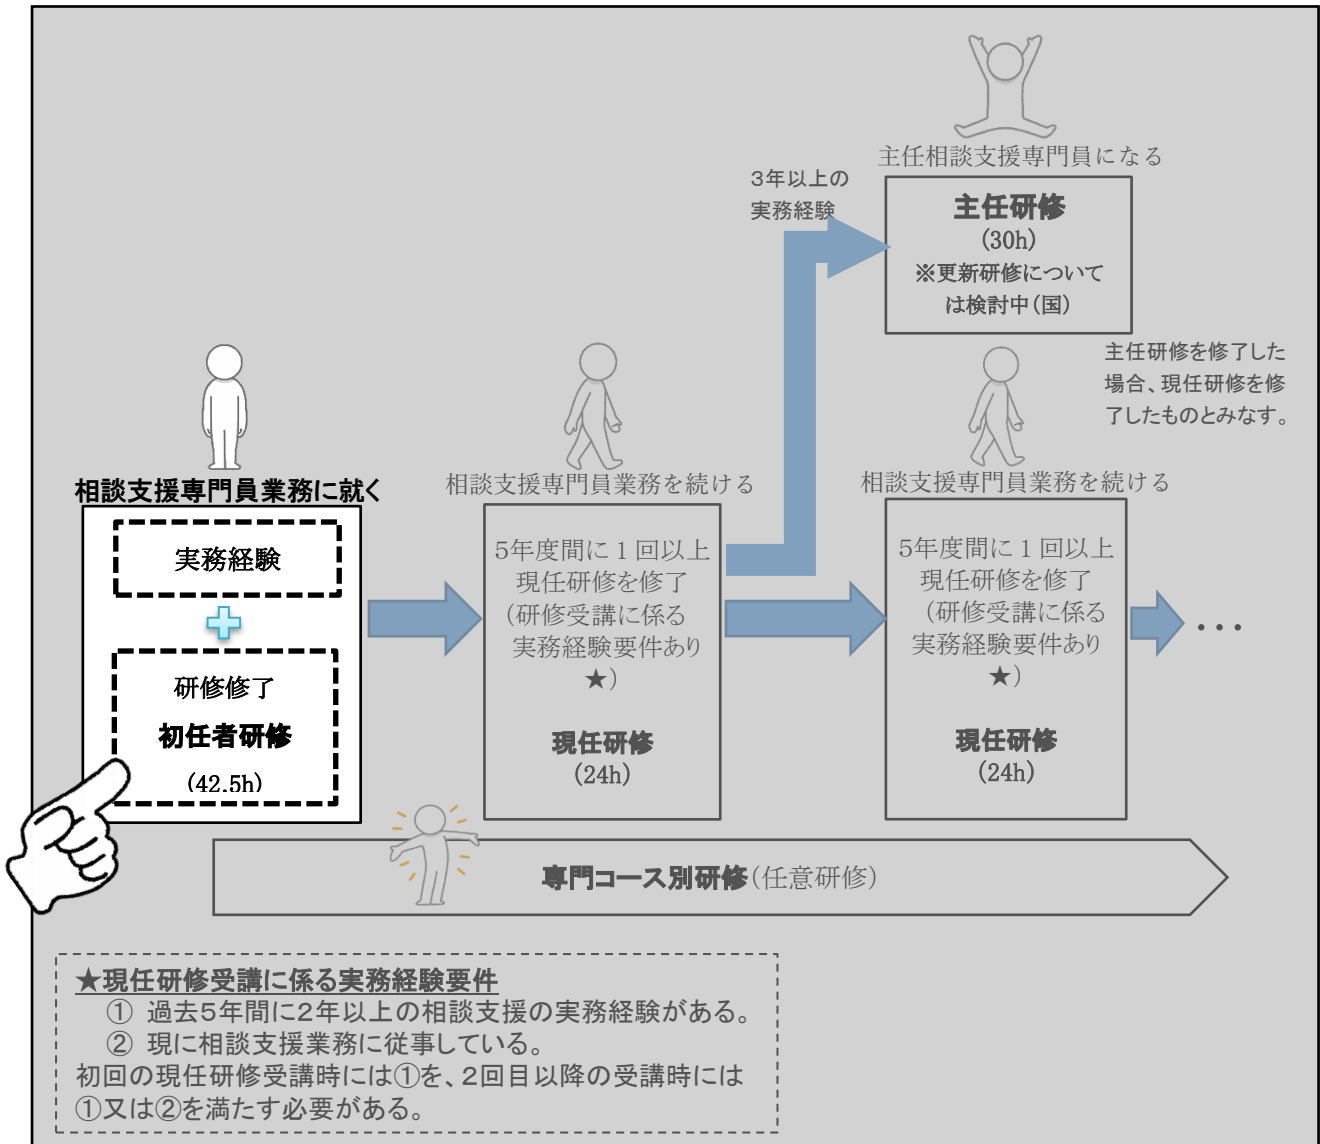 主任相談支援専門員になる
3年以上の
実務経験
主任研修
(30h)
※更新研修について
は検討中(国)
主任研修を修了した
場合、現任研修を修
了したものとみなす。
相談支援専門員業務に就く
実務経験
研修修了
初任者研修
(42.5h)
相談支援専門員業務を続ける
5年度間に1回以上
現任研修を修了
(研修受講に係る
実務経験要件あり
★)
現任研修
(24h)
相談支援専門員業務を続ける
5年度間に1回以上
現任研修を修了
(研修受講に係る
実務経験要件あり
★)
現任研修
(24h)
・・・
専門コース別研修(任意研修)
★現任研修受講に係る実務経験要件
① 過去5年間に2年以上の相談支援の実務経験がある。
② 現に相談支援業務に従事している。
初回の現任研修受講時には①を、2回目以降の受講時には
①又は②を満たす必要がある。